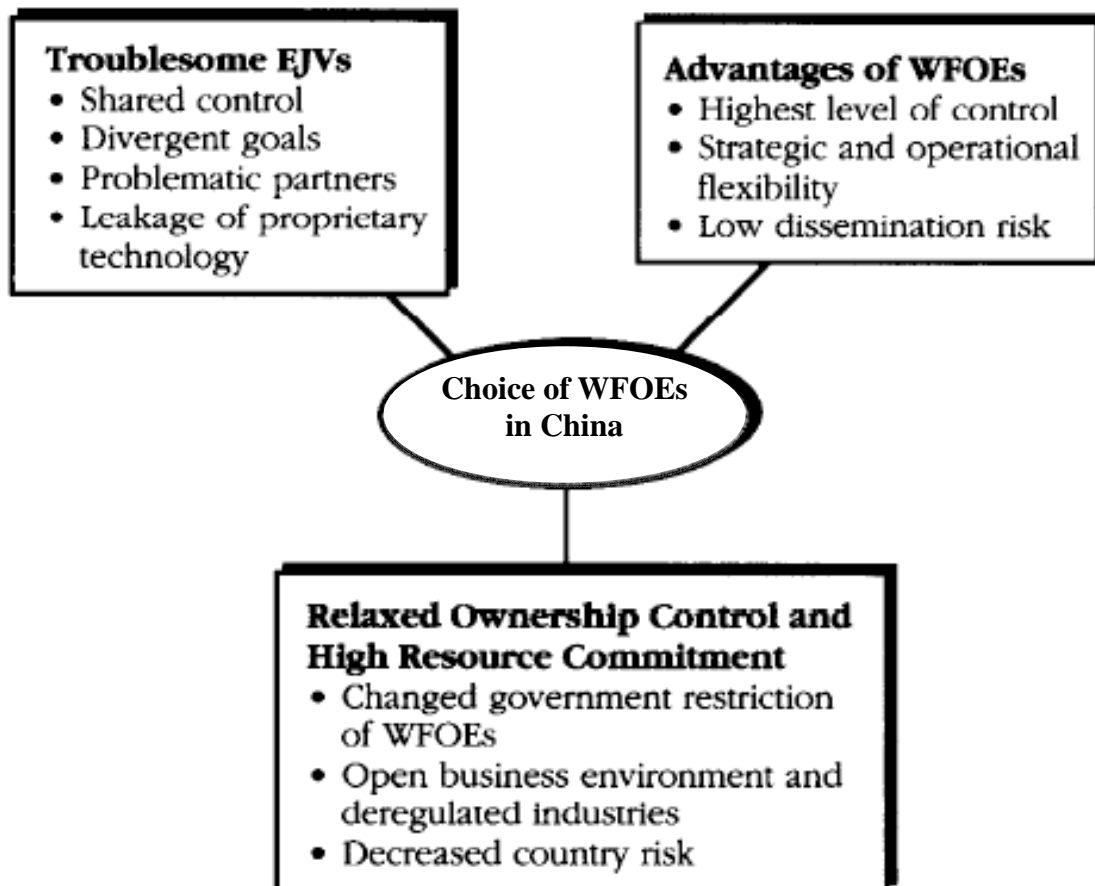 Troublesome EJVs
• Shared control
• Divergent goals
• Problematic partners
• Leakage of proprietary
technology
Advantages of WFOEs
• Highest level of control
• Strategic and operational
flexibility
• Low dissemination risk
Choice of WFOEs
in China
Relaxed Ownership Control and
High Resource Commitment
• Changed government restriction
of WFOEs
• Open business environment and
deregulated industries
• Decreased country risk